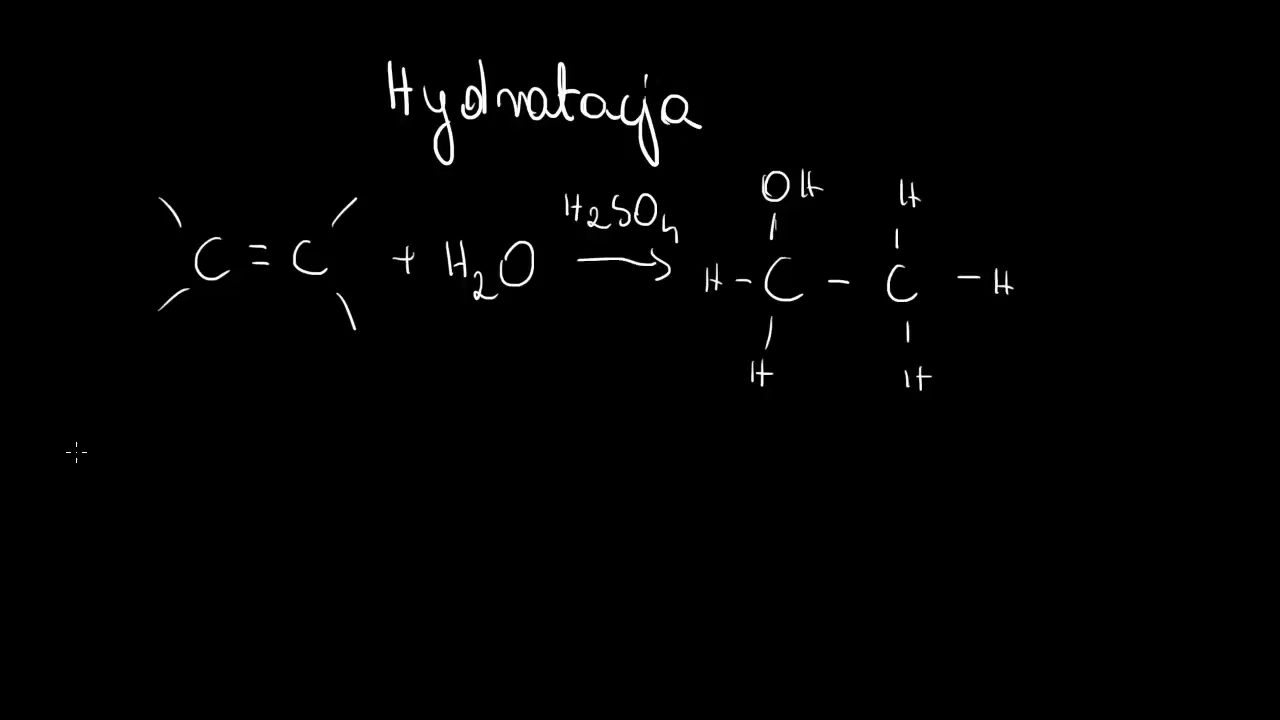 Hydratacja
C = C + H2O H2SO4 →
OH H
H - C - C - H
H H